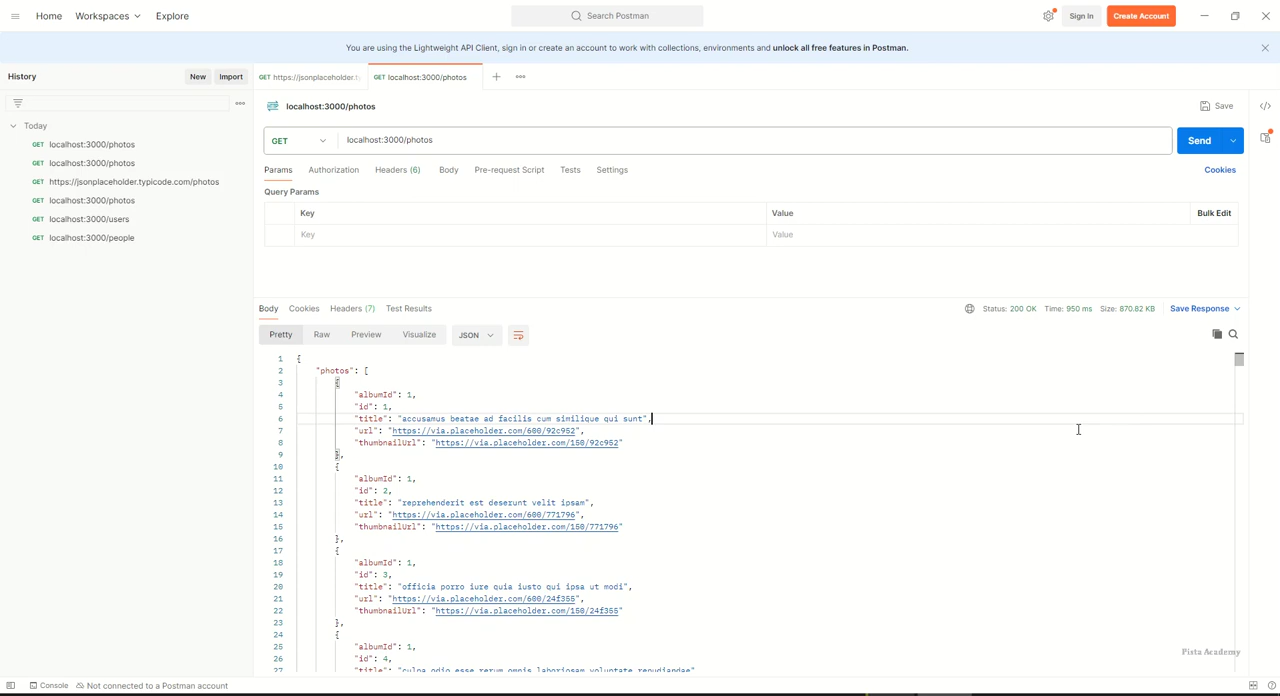 Home Workspaces Explore Search Postman Sign In Create Account
You are using the Lightweight API Client, sign in or create an account to work with collections, environments and unlock all free features in Postman.
History New Import
GET https://jsonplaceholder.ty GET localhost:3000/photos
Today
GET localhost:3000/photos
GET localhost:3000/photos
GET https://jsonplaceholder.typicode.com/photos
GET localhost:3000/photos
GET localhost:3000/users
GET localhost:3000/people
localhost:3000/photos Save
GET localhost:3000/photos Send
Params Authorization Headers (6) Body Pre-request Script Tests Settings Cookies
Query Params
Key Value Bulk Edit
Key Value
Body Cookies Headers (7) Test Results Status: 200 OK Time: 950 ms Size: 870.82 KB Save Response
Pretty Raw Preview Visualize JSON
1 {
2 "photos": [
3 {
4 "albumId": 1,
5 "id": 1,
6 "title": "accusamus beatae ad facilis cum similique qui sunt",
7 "url": "https://via.placeholder.com/600/92c952",
8 "thumbnailUrl": "https://via.placeholder.com/150/92c952"
9 },
10 {
11 "albumId": 1,
12 "id": 2,
13 "title": "reprehenderit est deserunt velit ipsam",
14 "url": "https://via.placeholder.com/600/771796",
15 "thumbnailUrl": "https://via.placeholder.com/150/771796"
16 },
17 {
18 "albumId": 1,
19 "id": 3,
20 "title": "officia porro iure quia iusto qui ipsa ut modi",
21 "url": "https://via.placeholder.com/600/24f355",
22 "thumbnailUrl": "https://via.placeholder.com/150/24f355"
23 },
24 {
25 "albumId": 1,
26 "id": 4,
27 "title": "culpa odio esse rerum omnis laboriosam voluptate repudiandae"
Pista Academy
Console Not connected to a Postman account